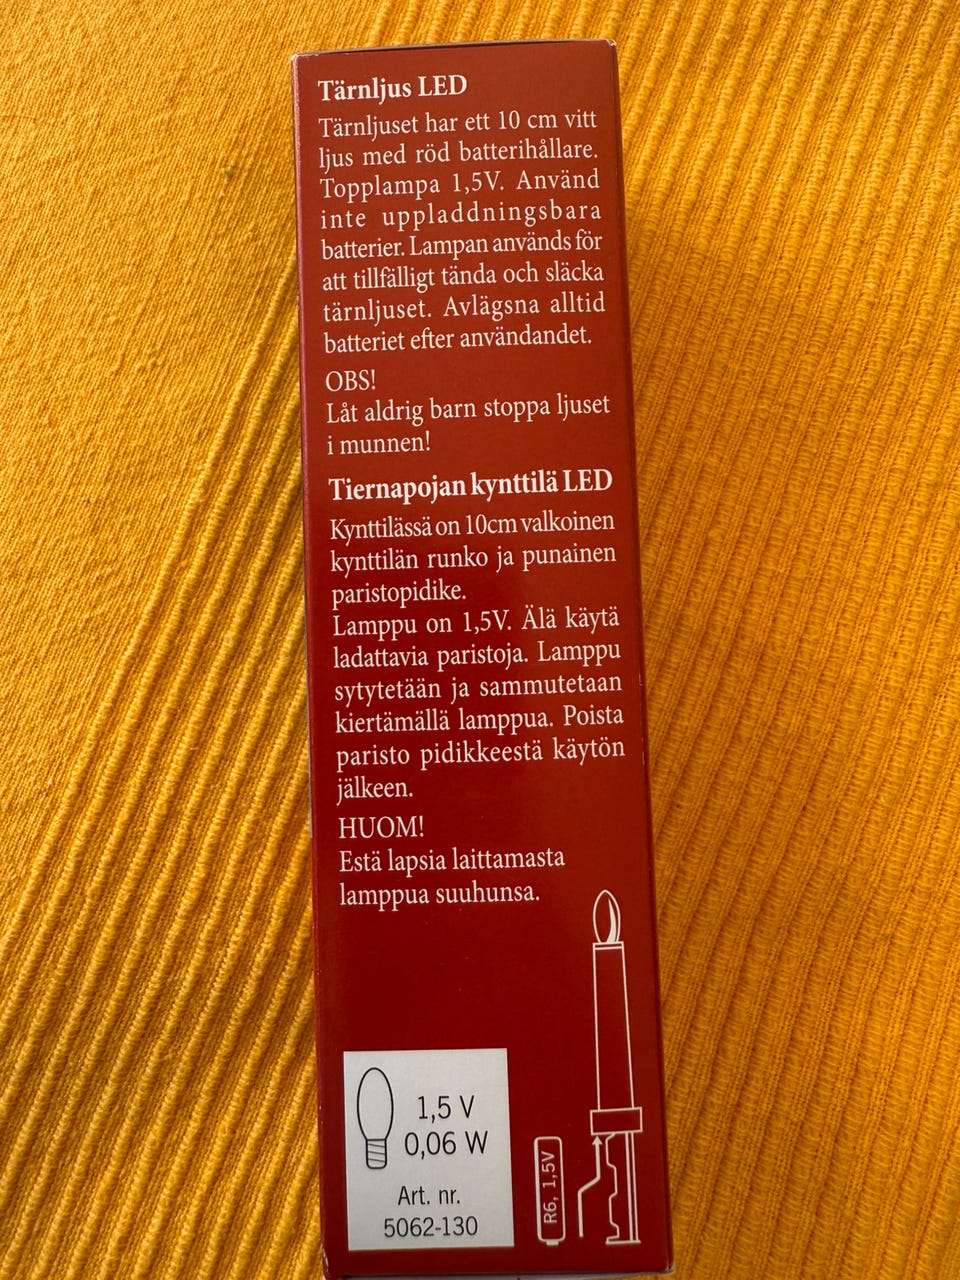 Tärnljus LED
Tärnljuset har ett 10 cm vitt
ljus med röd batterihållare.
Topplampa 1,5V. Använd
inte uppladdningsbara
batterier. Lampan används för
att tillfälligt tända och släcka
tärnljuset. Avlägsna alltid
batteriet efter användandet.
OBS!
Låt aldrig barn stoppa ljuset
i munnen!
Tiernapojan kynttilä LED
Kynttilässä on 10cm valkoinen
kynttilän runko ja punainen
paristopidike.
Lamppu on 1,5V. Älä käytä
ladattavia paristoja. Lamppu
sytytetään ja sammutetaan
kiertämällä lamppua. Poista
paristo pidikkeestä käytön
jälkeen.
HUOM!
Estä lapsia laittamasta
lamppua suuhunsa.
1,5 V
0,06 W
Art. nr.
5062-130
R6, 1,5V